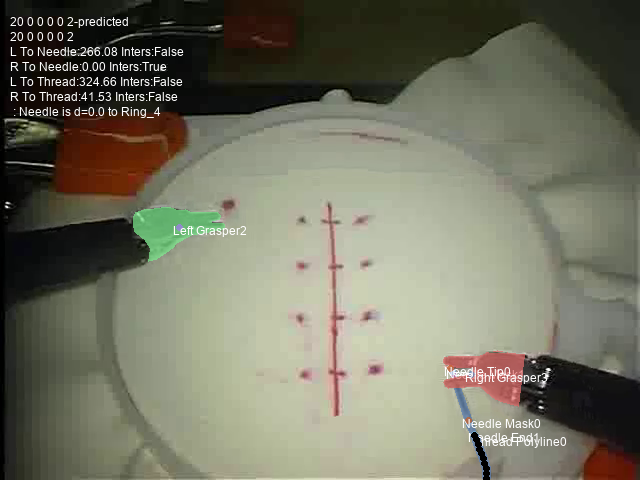 20 0 0 0 0 2-predicted
20 0 0 0 0 2
L To Needle:266.08 Inters:False
R To Needle:0.00 Inters:True
L To Thread:324.66 Inters:False
R To Thread:41.53 Inters:False
: Needle is d=0.0 to Ring_4
Left Grasper2
Needle Tip0
Right Grasper3
Needle Mask0
Needle End1
Thread Polyline0